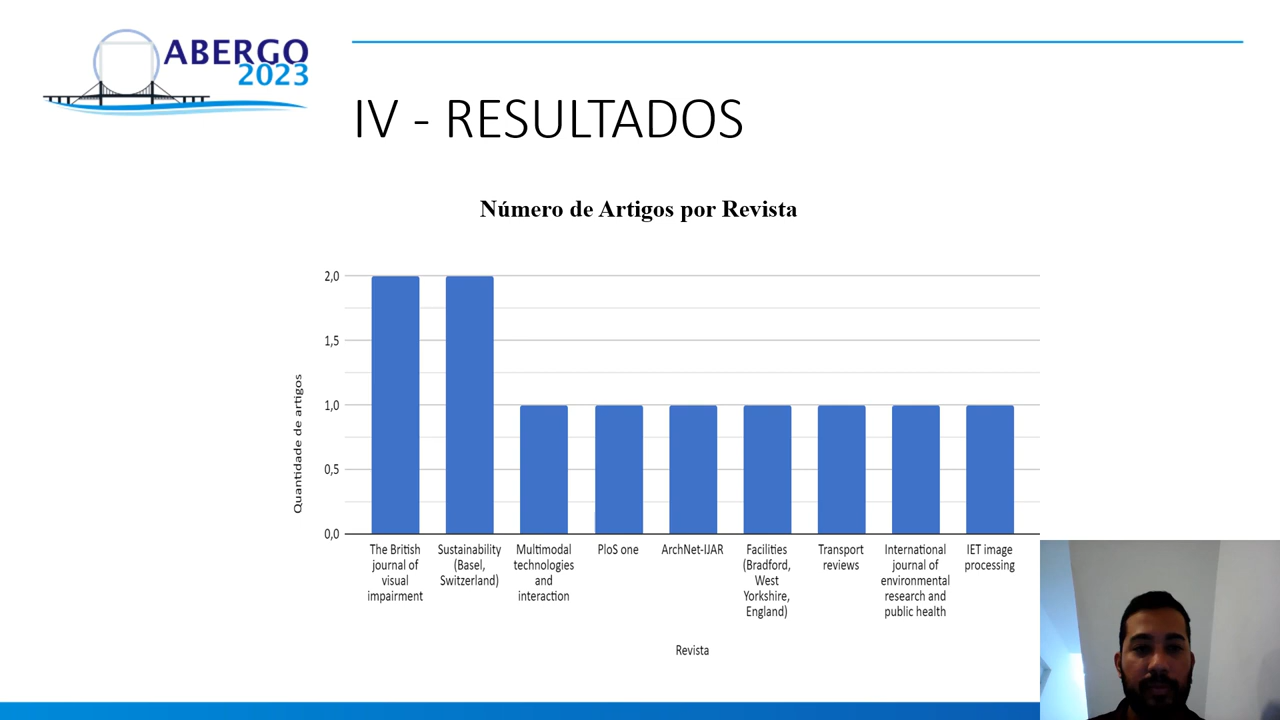 ABERGO
2023
IV - RESULTADOS
Número de Artigos por Revista
Quantidade de artigos
2,0
1,5
1,0
0,5
0,0
The British
journal of
visual
impairment
Sustainability
(Basel,
Switzerland)
Multimodal
technologies
and
interaction
PloS one
ArchNet-IJAR
Facilities
(Bradford,
West
Yorkshire,
England)
Transport
reviews
International
journal of
environmental
research and
public health
IET image
processing
Revista